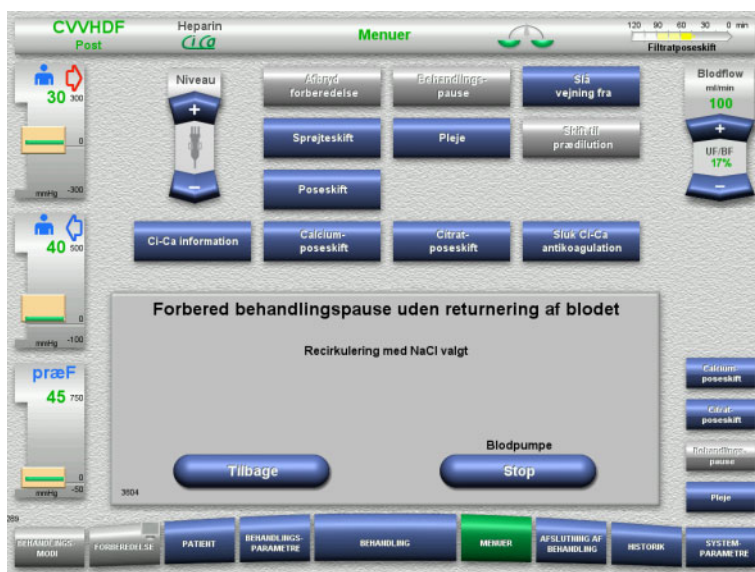 CVVHDF
Post
Heparin
Ci Ca
Menuer
120 90 60 30 0 min
Filtratposeskift
30 300
0
mmHg -300
40 500
0
mmHg -100
præF
45 750
0
mmHg -50
Niveau
+
−
Afbryd
forberedelse
Behandlings-
pause
Slå
vejning fra
Sprøjteskift
Pleje
Skift til
prædilution
Poseskift
Ci-Ca information
Calcium-
poseskift
Citrat-
poseskift
Sluk Ci-Ca
antikoagulation
Blodflow
ml/min
100
+
UF/BF
17%
−
Forbered behandlingspause uden returnering af blodet
Recirkulering med NaCl valgt
Blodpumpe
Tilbage
Stop
3804
Calcium-
poseskift
Citrat-
poseskift
Behandlings-
pause
Pleje
BEHANDLINGS-
MODI
FORBEREDELSE
PATIENT
BEHANDLINGS-
PARAMETRE
BEHANDLING
MENUER
AFSLUTNING AF
BEHANDLING
HISTORIK
SYSTEM-
PARAMETRE